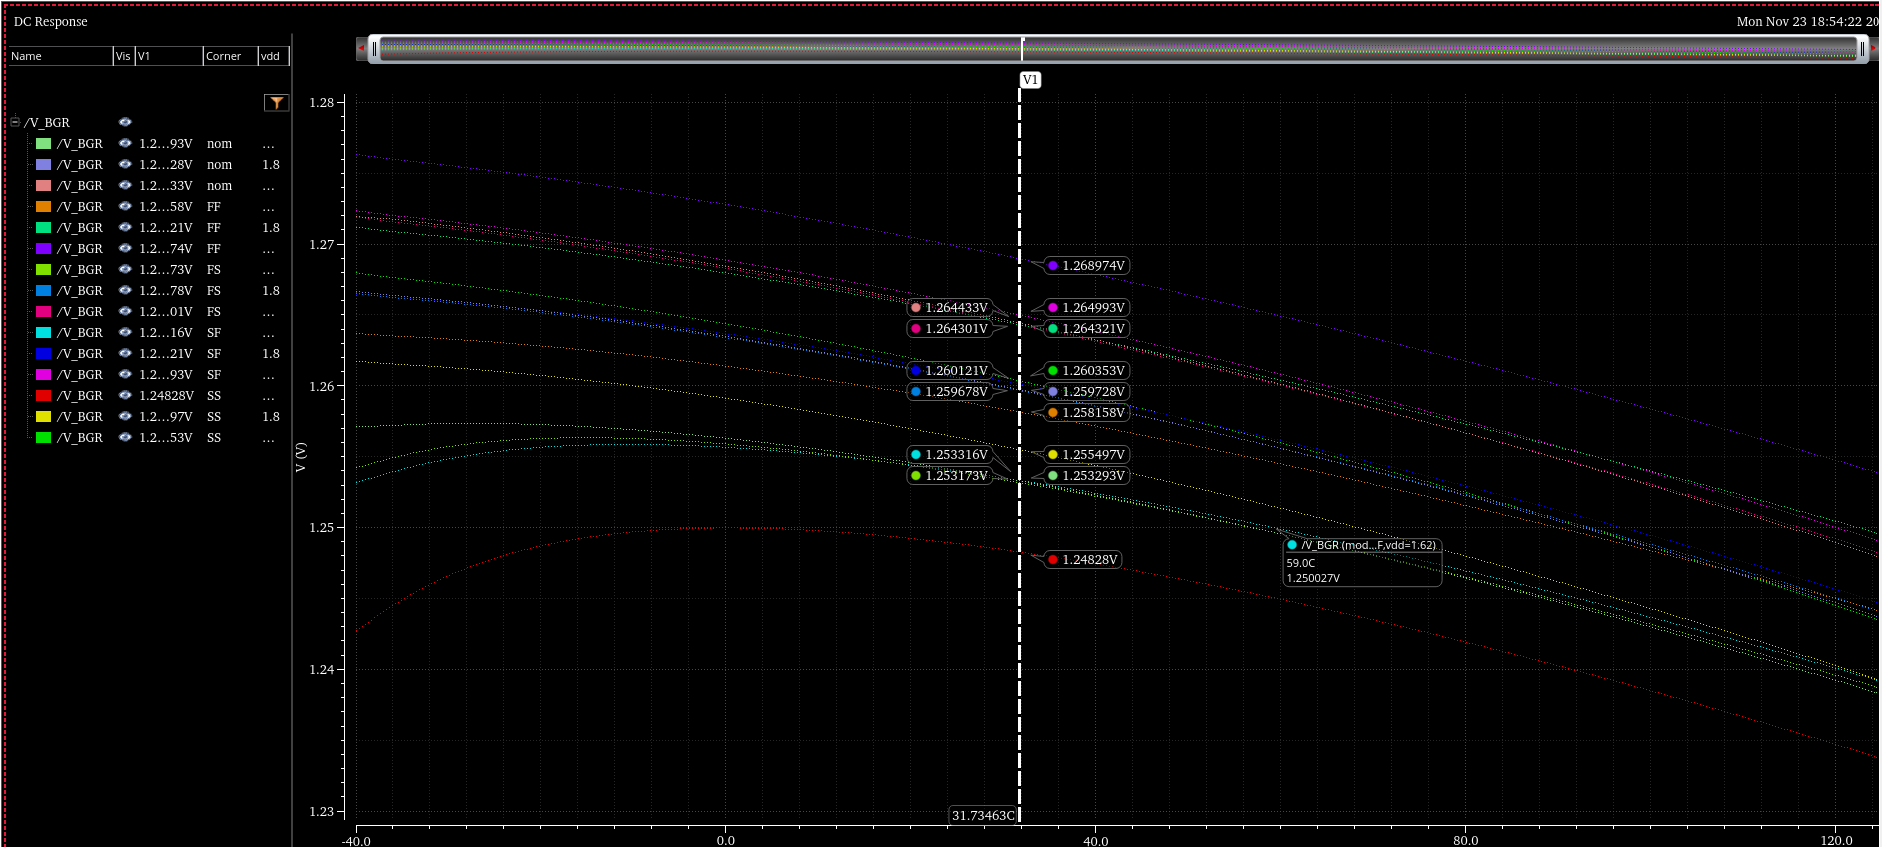 DC Response
Mon Nov 23 18:54:22 20
Name Vis V1 Corner vdd
/V_BGR
/V_BGR 1.2...93V nom ...
/V_BGR 1.2...28V nom 1.8
/V_BGR 1.2...33V nom ...
/V_BGR 1.2...58V FF ...
/V_BGR 1.2...21V FF 1.8
/V_BGR 1.2...74V FF ...
/V_BGR 1.2...73V FS ...
/V_BGR 1.2...78V FS 1.8
/V_BGR 1.2...01V FS ...
/V_BGR 1.2...16V SF ...
/V_BGR 1.2...21V SF 1.8
/V_BGR 1.2...93V SF ...
/V_BGR 1.24828V SS ...
/V_BGR 1.2...97V SS 1.8
/V_BGR 1.2...53V SS ...
V (V)
1.28
1.27
1.26
1.25
1.24
1.23
V1
1.268974V
1.264433V 1.264993V
1.264301V 1.264321V
1.260121V 1.260353V
1.259678V 1.259728V
1.258158V
1.253316V 1.255497V
1.253173V 1.253293V
1.24828V
/V_BGR (mod...F,vdd=1.62)
59.0C
1.250027V
31.73463C
-40.0 0.0 40.0 80.0 120.0